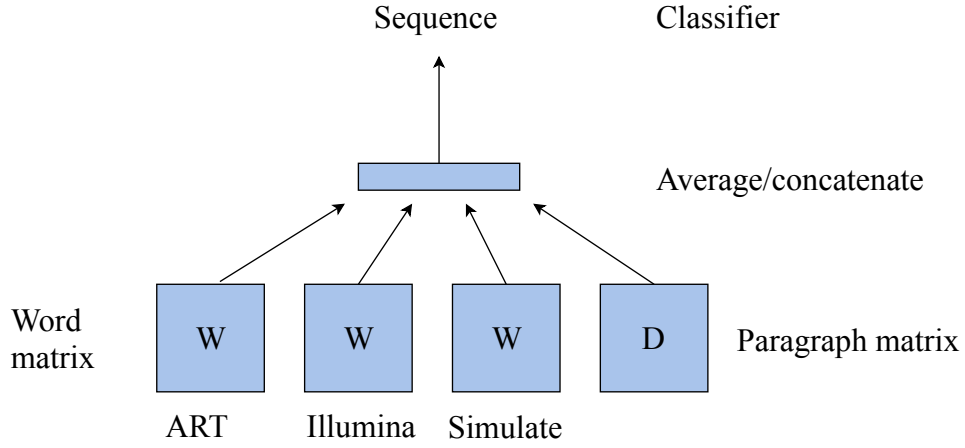 Sequence
Classifier
Average/concatenate
Word
matrix
W
W
W
D
Paragraph matrix
ART
Illumina
Simulate